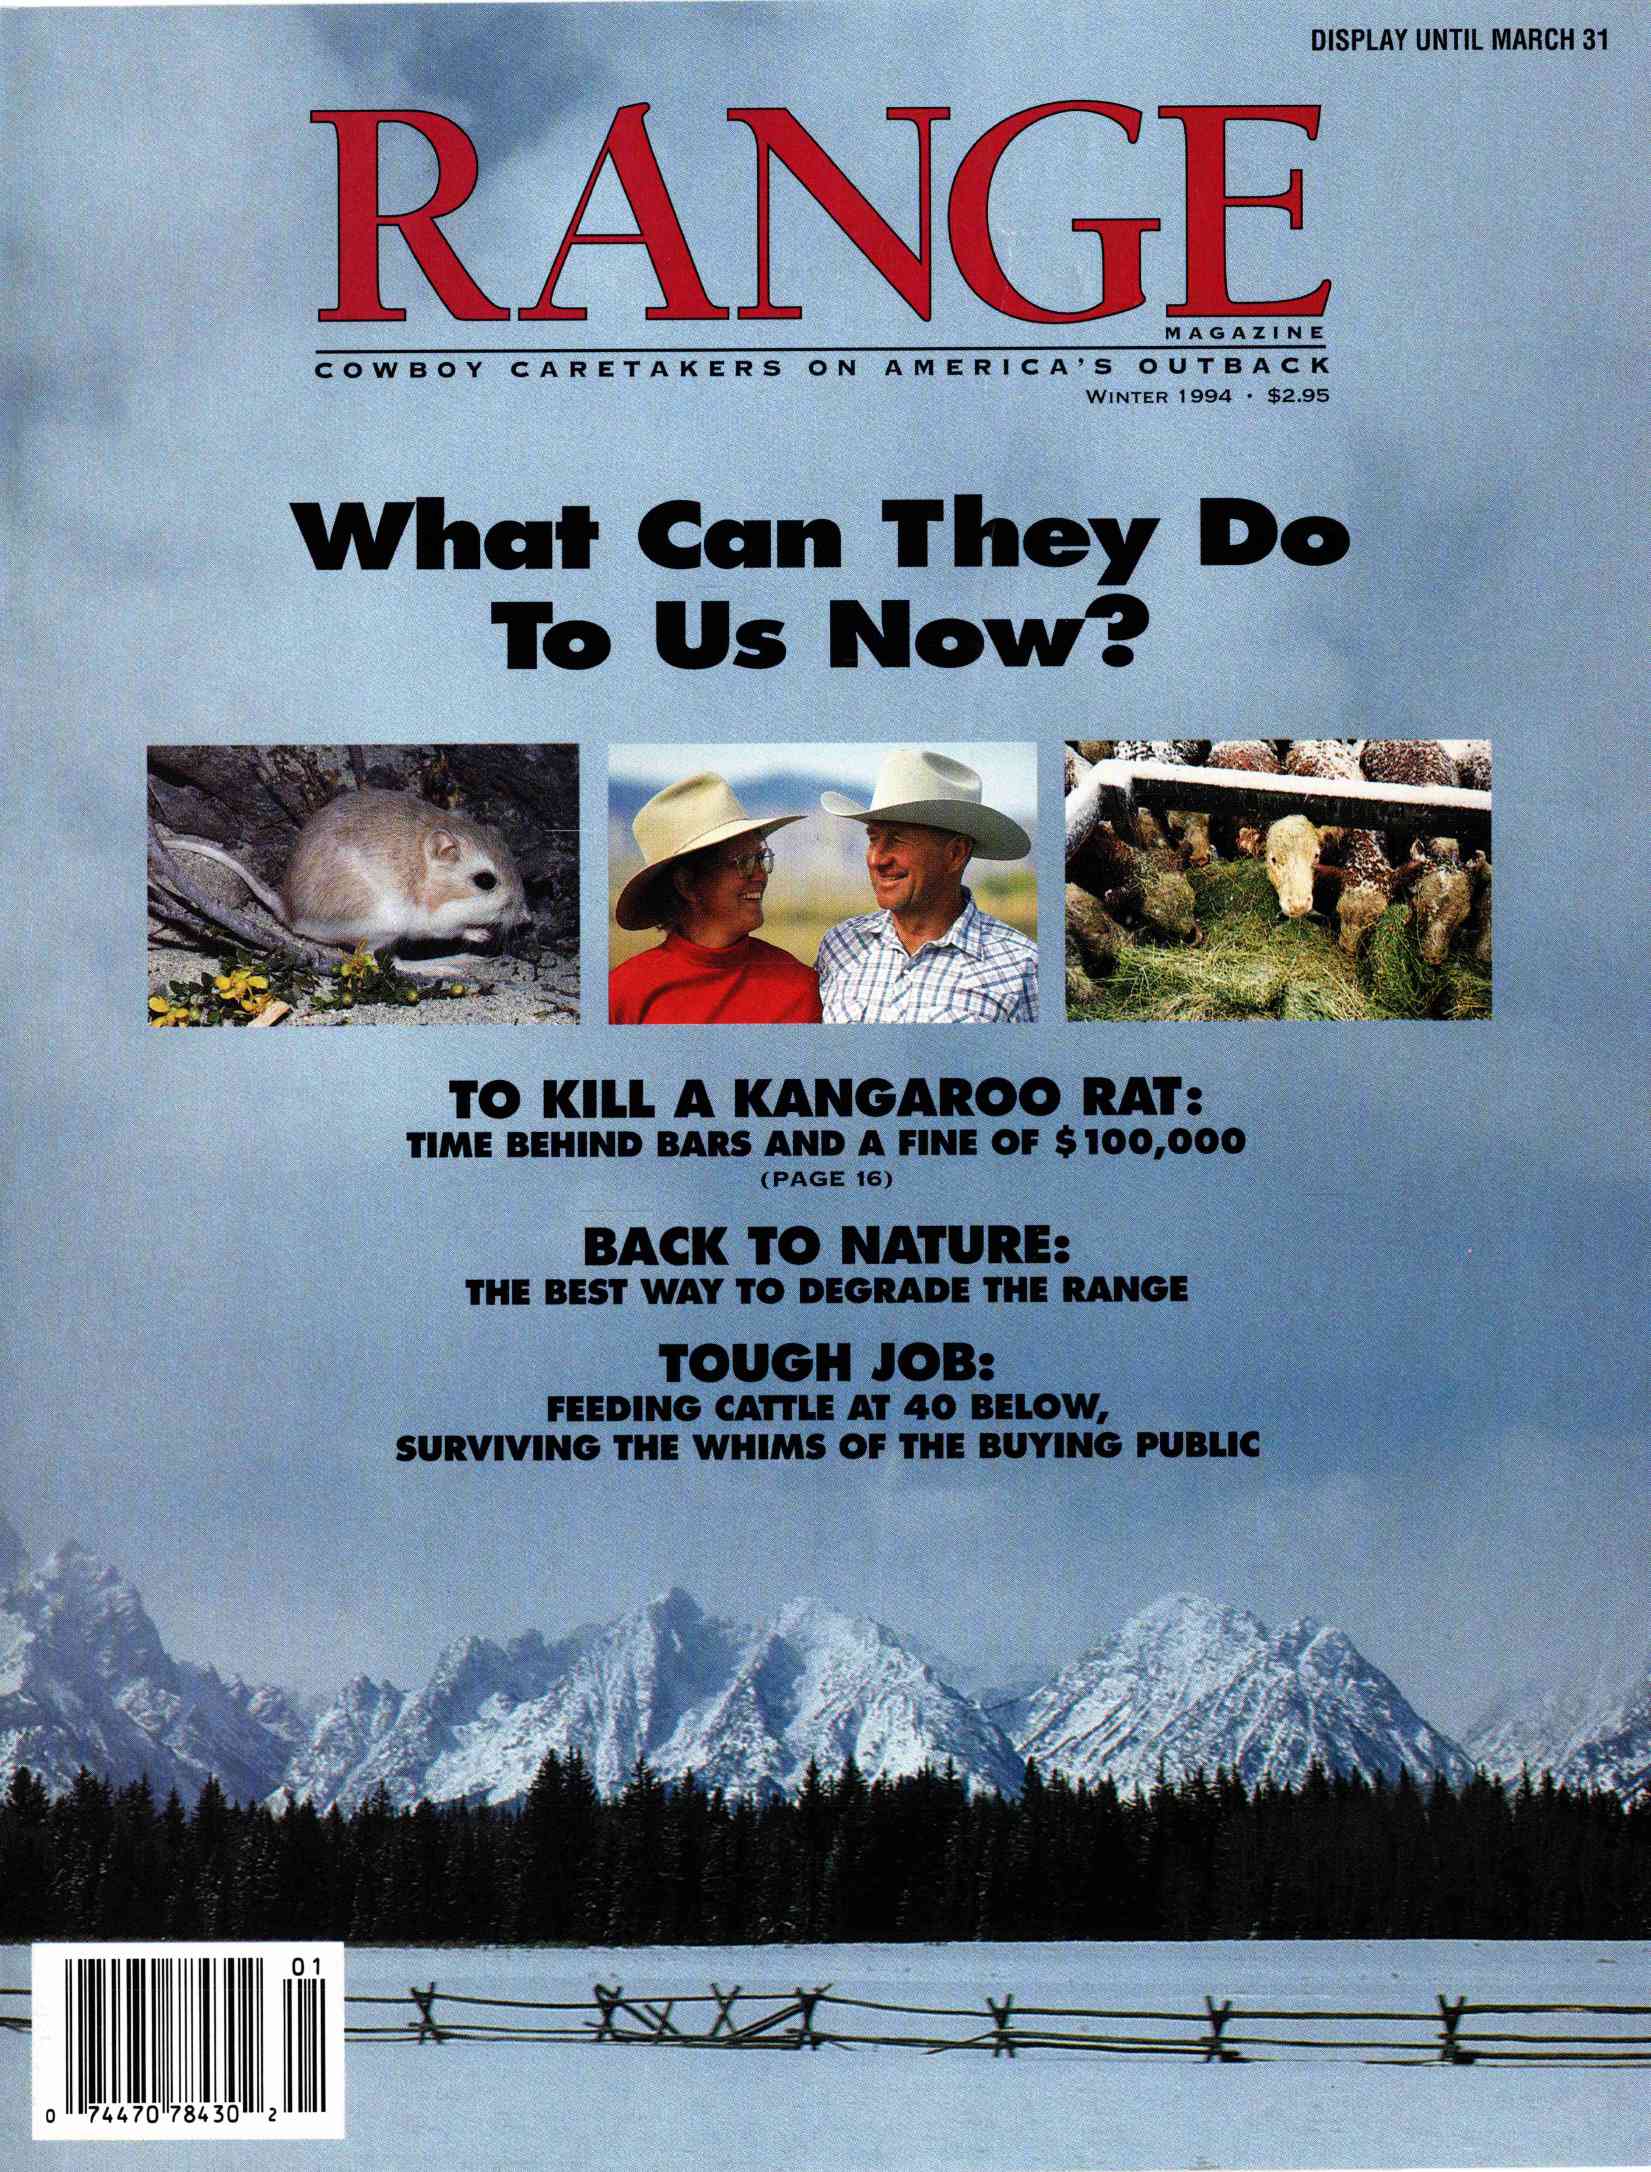 DISPLAY UNTIL MARCH 31
RANGE
MAGAZINE
COWBOY CARETAKERS ON AMERICA'S OUTBACK
WINTER 1994 • $2.95
What Can They Do
To Us Now?
TO KILL A KANGAROO RAT:
TIME BEHIND BARS AND A FINE OF $100,000
(PAGE 16)
BACK TO NATURE:
THE BEST WAY TO DEGRADE THE RANGE
TOUGH JOB:
FEEDING CATTLE AT 40 BELOW,
SURVIVING THE WHIMS OF THE BUYING PUBLIC
01
0 74470 78430 2